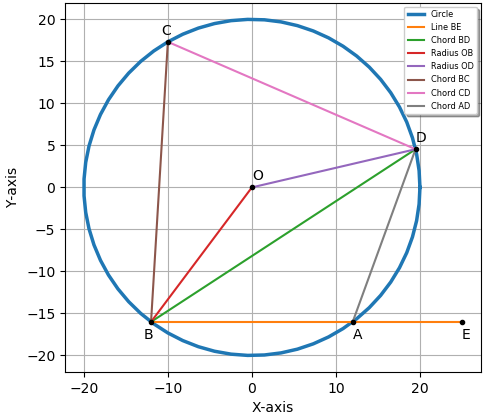 20
15
10
5
0
−5
−10
−15
−20
Y-axis
−20
−10
0
10
20
X-axis
C
D
O
B
A
E
Circle
Line BE
Chord BD
Radius OB
Radius OD
Chord BC
Chord CD
Chord AD